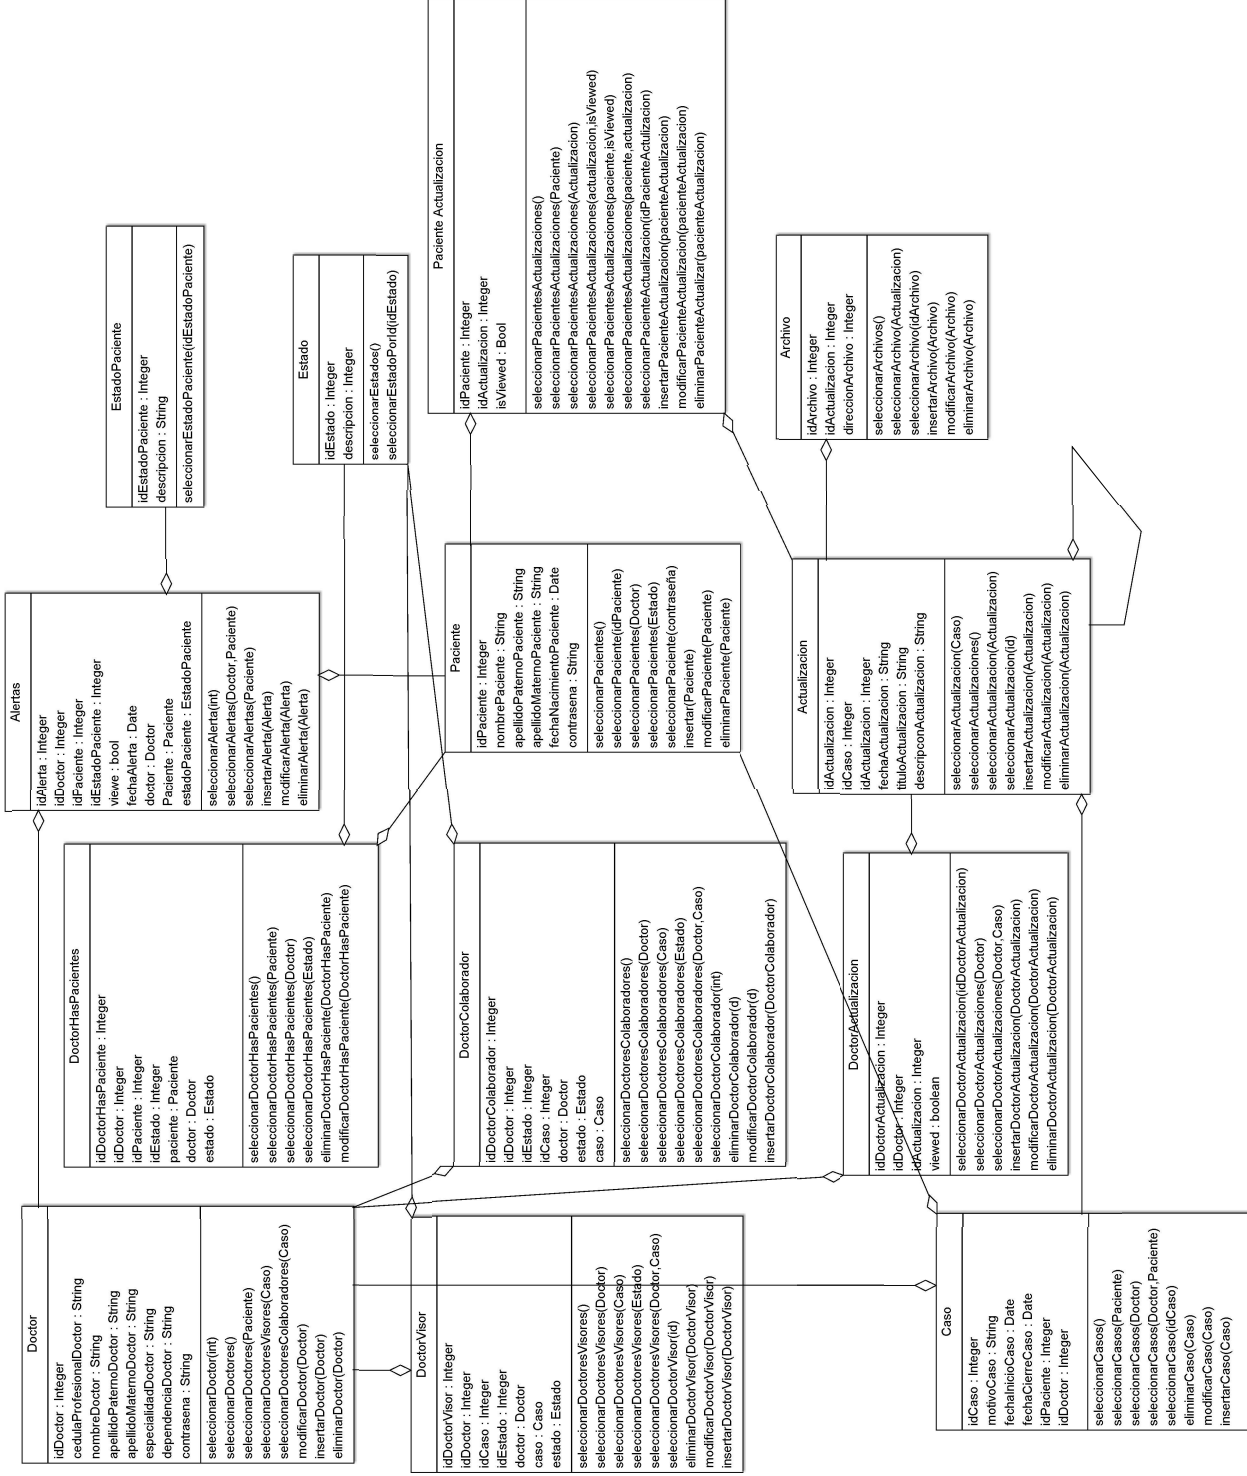 Doctor
idDoctor : Integer
cedulaProfesionalDoctor : String
nombreDoctor : String
apellidoPaternoDoctor : String
apellidoMaternoDoctor : String
especialidadDoctor : String
dependenciaDoctor : String
contrasena : String
seleccionarDoctor(int)
seleccionarDoctores()
seleccionarDoctores(Paciente)
seleccionarDoctoresVisores(Caso)
seleccionarDoctoresColaboradores(Caso)
modificarDoctor(Doctor)
insertarDoctor(Doctor)
eliminarDoctor(Doctor)
DoctorHasPacientes
idDoctorHasPaciente : Integer
idDoctor : Integer
idPaciente : Integer
idEstado : Integer
paciente : Paciente
doctor : Doctor
estado : Estado
seleccionarDoctorHasPacientes()
seleccionarDoctorHasPacientes(Paciente)
seleccionarDoctorHasPacientes(Doctor)
seleccionarDoctorHasPacientes(Estado)
eliminarDoctorHasPaciente(DoctorHasPaciente)
modificarDoctorHasPaciente(DoctorHasPaciente)
Alertas
idAlerta : Integer
idDoctor : Integer
idPaciente : Integer
idEstadoPaciente : Integer
viewe : bool
fechaAlerta : Date
doctor : Doctor
Paciente : Paciente
estadoPaciente : EstadoPaciente
seleccionarAlerta(int)
seleccionarAlertas(Doctor,Paciente)
seleccionarAlertas(Paciente)
insertarAlerta(Alerta)
modificarAlerta(Alerta)
eliminarAlerta(Alerta)
EstadoPaciente
idEstadoPaciente : Integer
descripcion : String
seleccionarEstadoPaciente(idEstadoPaciente)
Estado
idEstado : Integer
descripcion : Integer
seleccionarEstados()
seleccionarEstadoPorId(idEstado)
DoctorVisor
idDoctorVisor : Integer
idDoctor : Integer
idCaso : Integer
idEstado : Integer
doctor : Doctor
caso : Caso
estado : Estado
seleccionarDoctoresVisores()
seleccionarDoctoresVisores(Doctor)
seleccionarDoctoresVisores(Caso)
seleccionarDoctoresVisores(Estado)
seleccionarDoctoresVisores(Doctor,Caso)
seleccionarDoctorVisor(id)
eliminarDoctorVisor(DoctorVisor)
modificarDoctorVisor(DoctorVisor)
insertarDoctorVisor(DoctorVisor)
DoctorColaborador
idDoctorColaborador : Integer
idDoctor : Integer
idEstado : Integer
idCaso : Integer
doctor : Doctor
estado : Estado
caso : Caso
seleccionarDoctoresColaboradores()
seleccionarDoctoresColaboradores(Doctor)
seleccionarDoctoresColaboradores(Caso)
seleccionarDoctoresColaboradores(Estado)
seleccionarDoctoresColaboradores(Doctor,Caso)
seleccionarDoctorColaborador(int)
eliminarDoctorColaborador(d)
modificarDoctorColaborador(d)
insertarDoctorColaborador(DoctorColaborador)
Paciente
idPaciente : Integer
nombrePaciente : String
apellidoPaternoPaciente : String
apellidoMaternoPaciente : String
fechaNacimientoPaciente : Date
contrasena : String
seleccionarPacientes()
seleccionarPaciente(idPaciente)
seleccionarPacientes(Doctor)
seleccionarPacientes(Estado)
seleccionarPaciente(contraseña)
insertar(Paciente)
modificarPaciente(Paciente)
eliminarPaciente(Paciente)
Paciente Actualizacion
idPaciente : Integer
idActualizacion : Integer
isViewed : Bool
seleccionarPacientesActualizaciones()
seleccionarPacientesActualizaciones(Paciente)
seleccionarPacientesActualizaciones(Actualizacion)
seleccionarPacientesActualizaciones(actualizacion,isViewed)
seleccionarPacientesActualizaciones(paciente,isViewed)
seleccionarPacientesActualizaciones(paciente,actualizacion)
seleccionarPacienteActualizacion(idPacienteActulizacion)
insertarPacienteActualizacion(pacienteActualizacion)
modificarPacienteActualizacion(pacienteActualizacion)
eliminarPacienteActualizar(pacienteActualizacion)
Caso
idCaso : Integer
motivoCaso : String
fechaInicioCaso : Date
fechaCierreCaso : Date
idPaciente : Integer
idDoctor : Integer
seleccionarCasos()
seleccionarCasos(Paciente)
seleccionarCasos(Doctor)
seleccionarCasos(Doctor,Paciente)
seleccionarCasos(idCaso)
eliminarCaso(Caso)
modificarCaso(Caso)
insertarCaso(Caso)
DoctorActualizacion
idDoctorActualizacion : Integer
idDoctor : Integer
idActualizacion : Integer
viewed : boolean
seleccionarDoctorActualizacion(idDoctorActualizacion)
seleccionarDoctorActualizaciones(Doctor)
seleccionarDoctorActualizaciones(Doctor,Caso)
insertarDoctorActualizacion(DoctorActualizacion)
modificarDoctorActualizacion(DoctorActualizacion)
eliminarDoctorActualizacion(DoctorActualizacion)
Actualizacion
idActualizacion : Integer
idCaso : Integer
idActualizacion : Integer
fechaActualizacion : String
tituloActualizacion : String
descripconActualizacion : String
seleccionarActualizacion(Caso)
seleccionarActualizaciones()
seleccionarActualizacion(Actualizacion)
seleccionarActualizacion(id)
insertarActualizacion(Actualizacion)
modificarActualizacion(Actualizacion)
eliminarActualizacion(Actualizacion)
Archivo
idArchivo : Integer
idActualizacion : Integer
direccionArchivo : Integer
seleccionarArchivos()
seleccionarArchivo(Actualizacion)
seleccionarArchivo(idArchivo)
insertarArchivo(Archivo)
modificarArchivo(Archivo)
eliminarArchivo(Archivo)